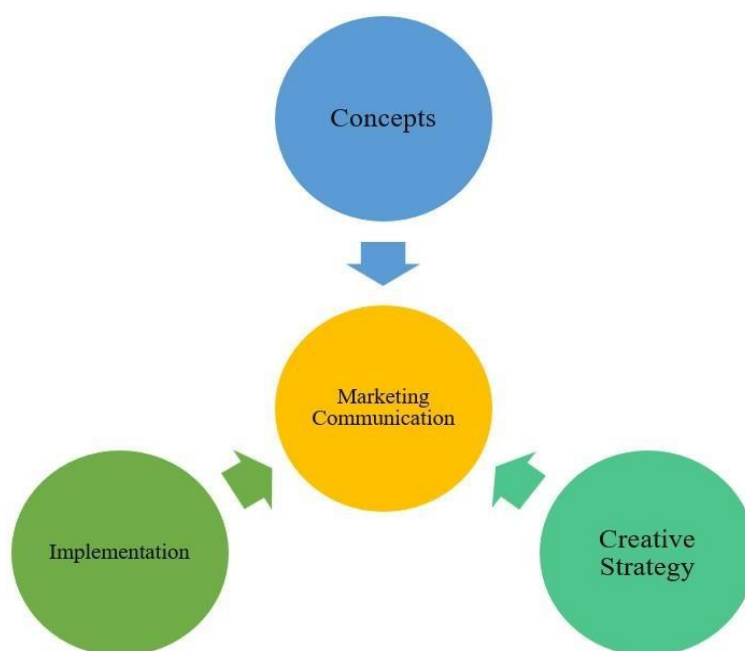 Concepts
Marketing
Communication
Implementation
Creative
Strategy